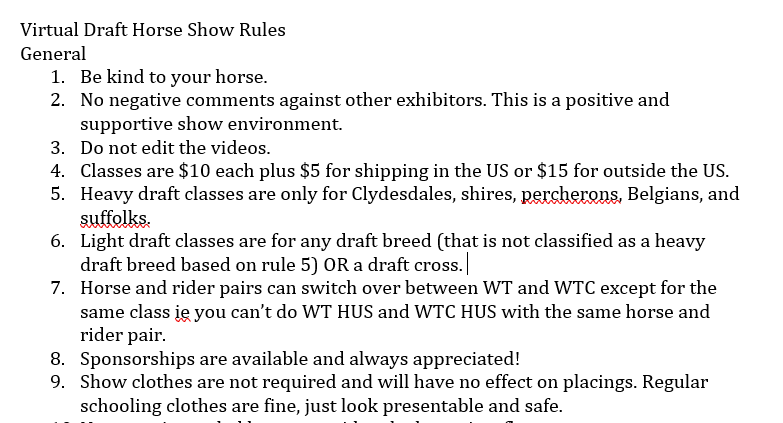 Virtual Draft Horse Show Rules
General
1. Be kind to your horse.
2. No negative comments against other exhibitors. This is a positive and
supportive show environment.
3. Do not edit the videos.
4. Classes are $10 each plus $5 for shipping in the US or $15 for outside the US.
5. Heavy draft classes are only for Clydesdales, shires, percherons, Belgians, and
suffolks.
6. Light draft classes are for any draft breed (that is not classified as a heavy
draft breed based on rule 5) OR a draft cross.
7. Horse and rider pairs can switch over between WT and WTC except for the
same class ie you can't do WT HUS and WTC HUS with the same horse and
rider pair.
8. Sponsorships are available and always appreciated!
9. Show clothes are not required and will have no effect on placings. Regular
schooling clothes are fine, just look presentable and safe.